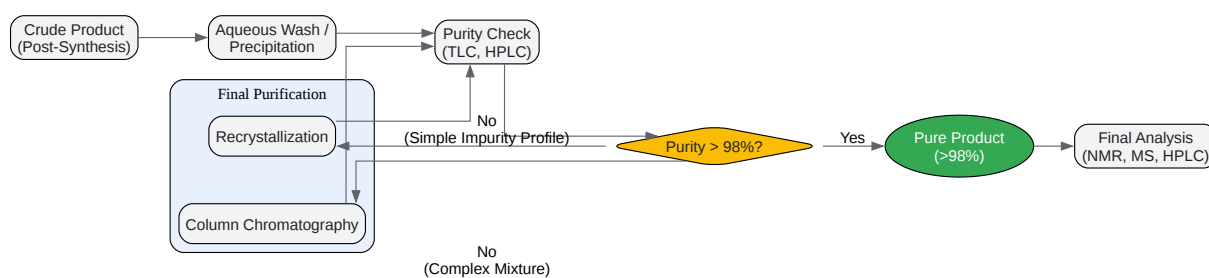 Crude Product
(Post-Synthesis)
Aqueous Wash /
Precipitation
Purity Check
(TLC, HPLC)
Final Purification
Recrystallization
No
(Simple Impurity Profile)
Purity > 98%?
Yes
Pure Product
(>98%)
Final Analysis
(NMR, MS, HPLC)
Column Chromatography
No
(Complex Mixture)